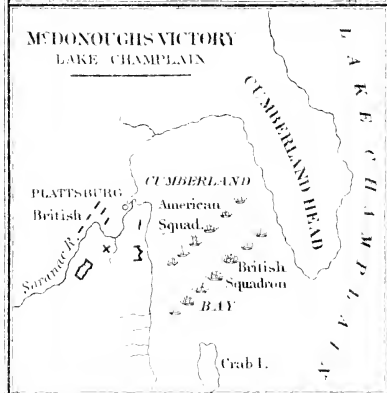 McDONOUGHS VICTORY
LAKE CHAMPLAIN
LAKE CHAMPLAIN
CUMBERLAND HEAD
CUMBERLAND
PLATTSBURG
British
American
Squad.
Saranac R.
British
Squadron
BAY
Crab I.